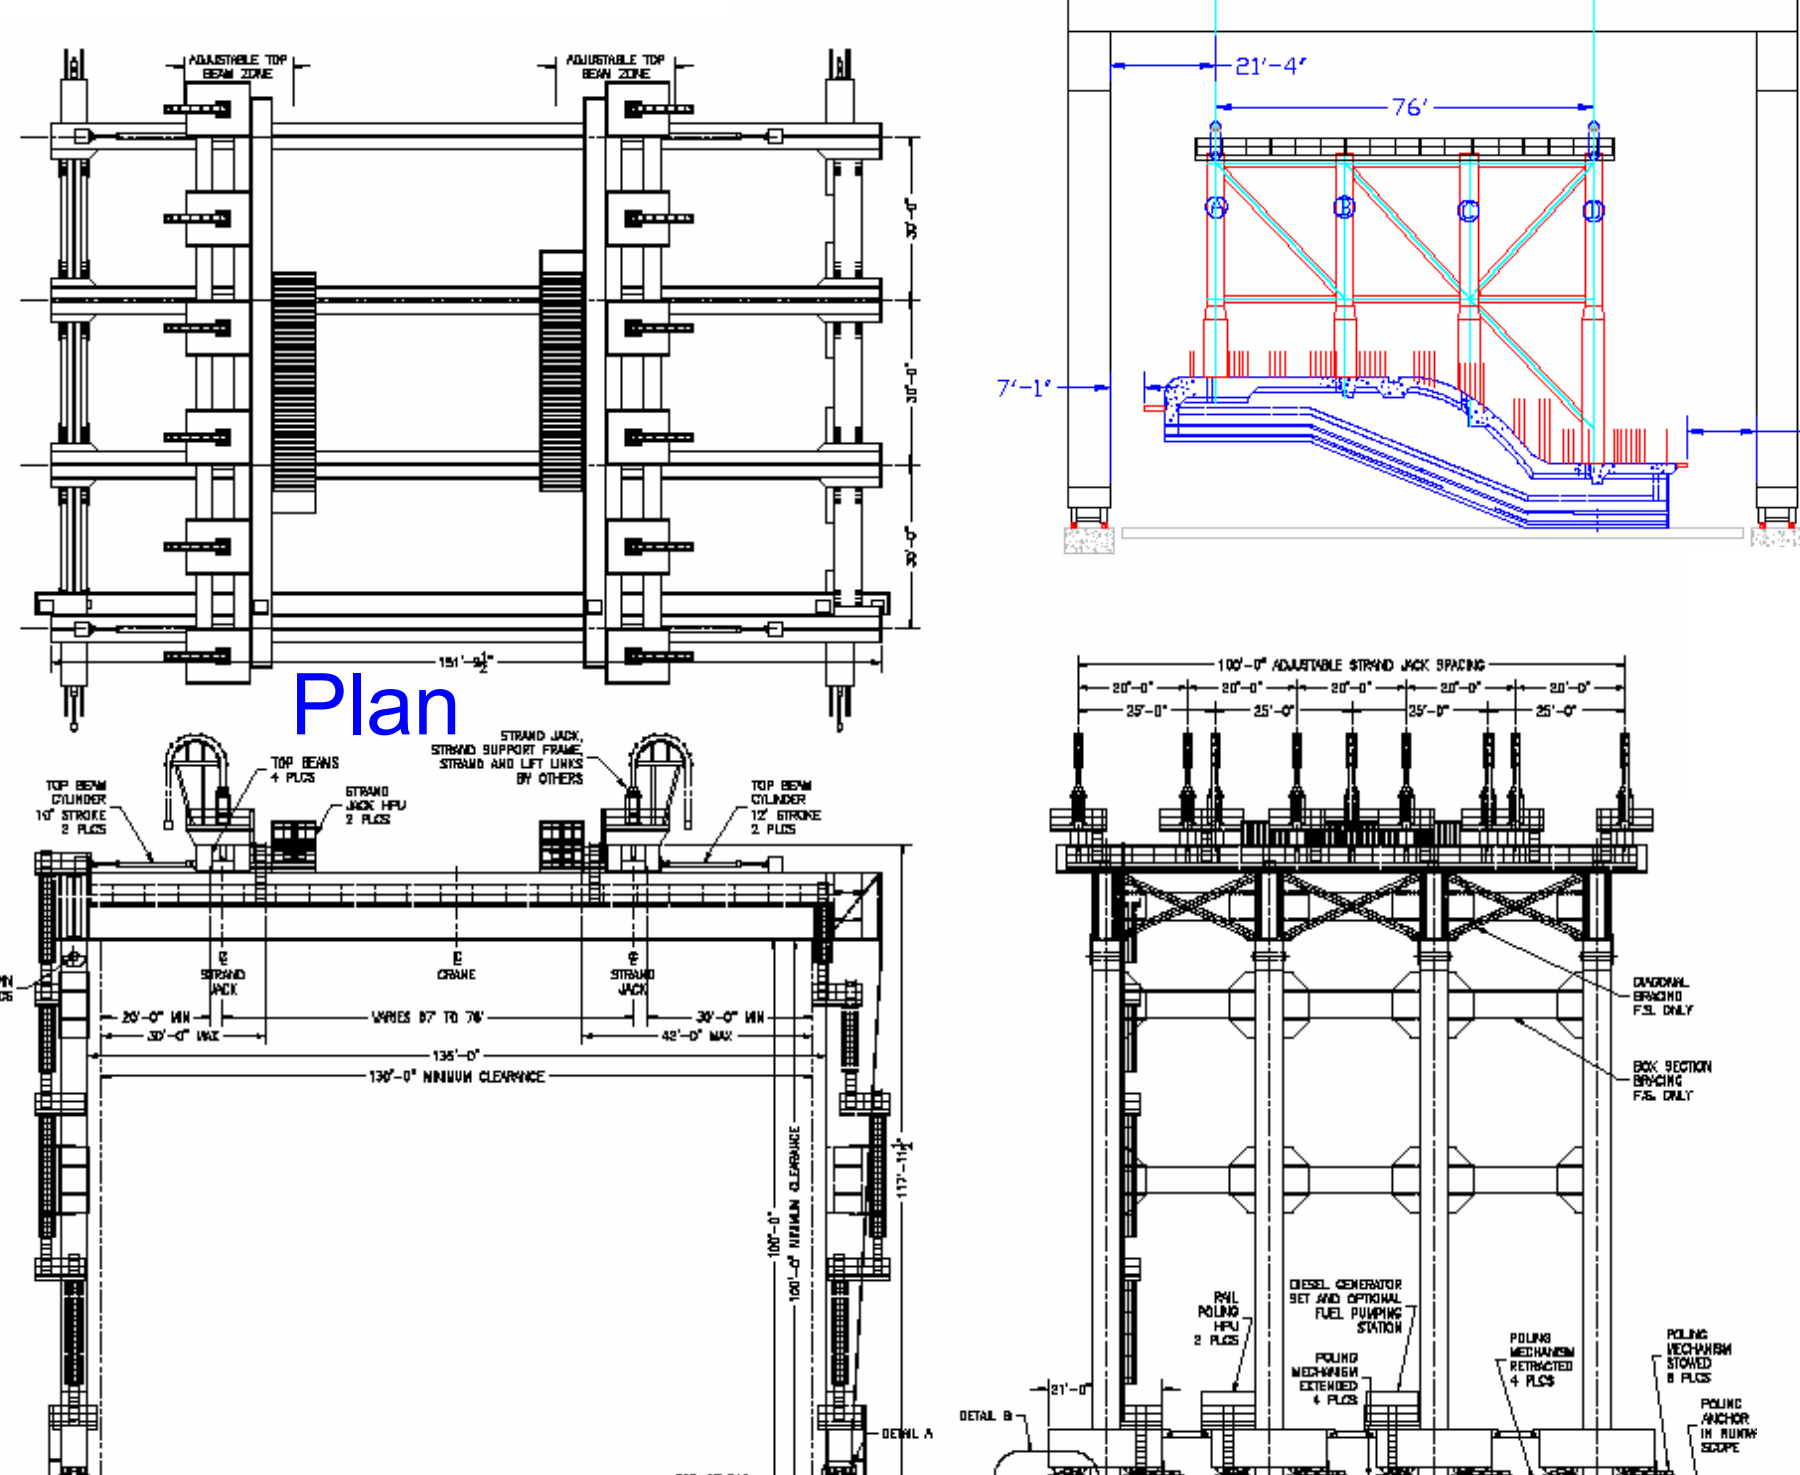 ADJUSTABLE TOP
BEAM ZONE
ADJUSTABLE TOP
BEAM ZONE
30'-0"
30'-0"
30'-0"
151'-9½"
Plan
21'-4"
76'
A
B
C
D
7'-1"
TOP BEAM
CYLINDER
10" STROKE
2 PLCS
TOP BEAMS
4 PLCS
STRAND
JACK HPU
2 PLCS
STRAND JACK,
STRAND SUPPORT FRAME,
STRAND AND LIFT LINKS
BY OTHERS
TOP BEAM
CYLINDER
12' STROKE
2 PLCS
STRAND
JACK
CRANE
STRAND
JACK
20'-0" MIN
VARIES 67' TO 76'
30'-0" MIN
30'-0" MAX
42'-0" MAX
135'-0"
130'-0" MINIMUM CLEARANCE
100'-0"
100'-0" MINIMUM CLEARANCE
117'-11½"
DETAIL A
100'-0" ADJUSTABLE STRAND JACK SPACING
20'-0"
20'-0"
20'-0"
20'-0"
20'-0"
25'-0"
25'-0"
25'-0"
25'-0"
DIAGONAL
BRACING
F.S. ONLY
BOX SECTION
BRACING
F.S. ONLY
RAIL
POLING
HPU
2 PLCS
DIESEL GENERATOR
SET AND OPTIONAL
FUEL PUMPING
STATION
POLING
MECHANISM
EXTENDED
4 PLCS
POLING
MECHANISM
RETRACTED
4 PLCS
POLING
MECHANISM
STOWED
8 PLCS
POLING
ANCHOR
IN
SCOPE
21'-0"
DETAIL B